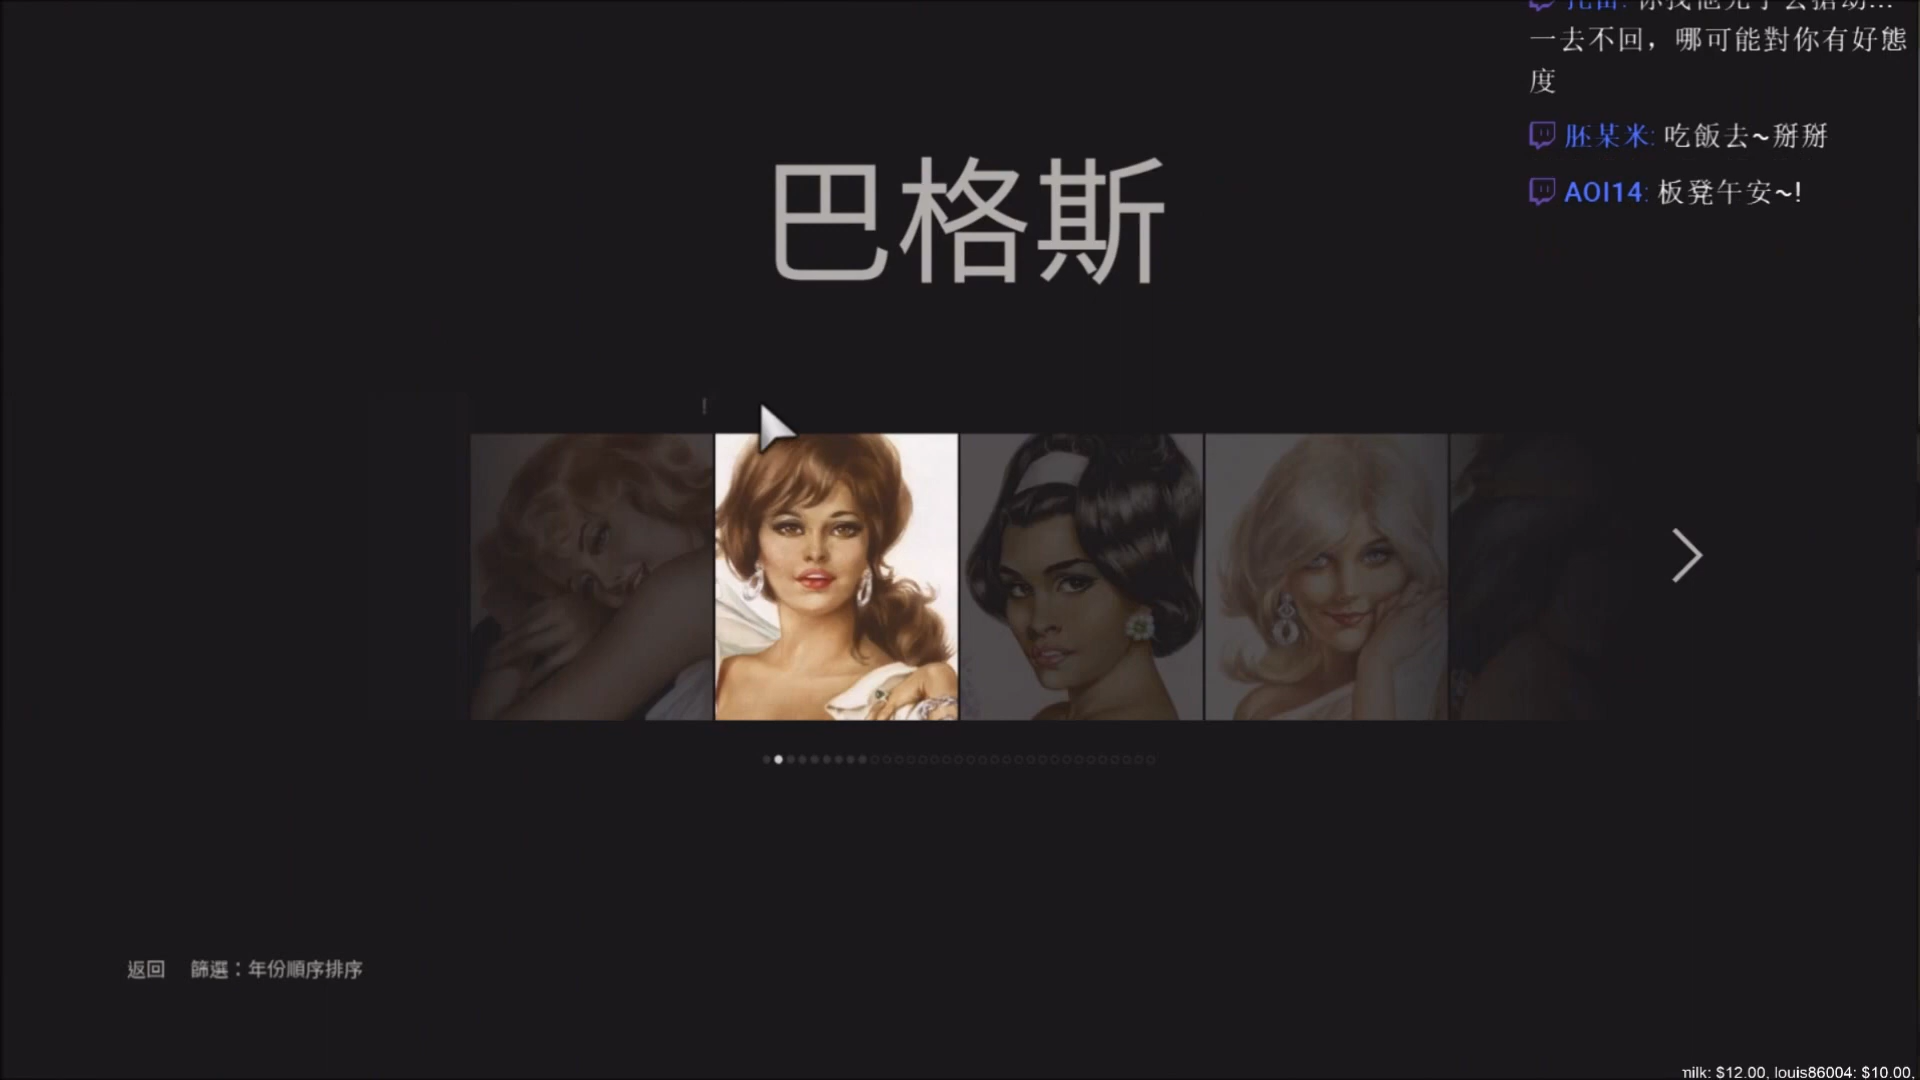 一去不回，哪可能對你有好態
度
胚某米: 吃飯去~掰掰
AOI14: 板凳午安~!
巴格斯
返回 篩選：年份順序排序
milk: $12.00, louis86004: $10.00,